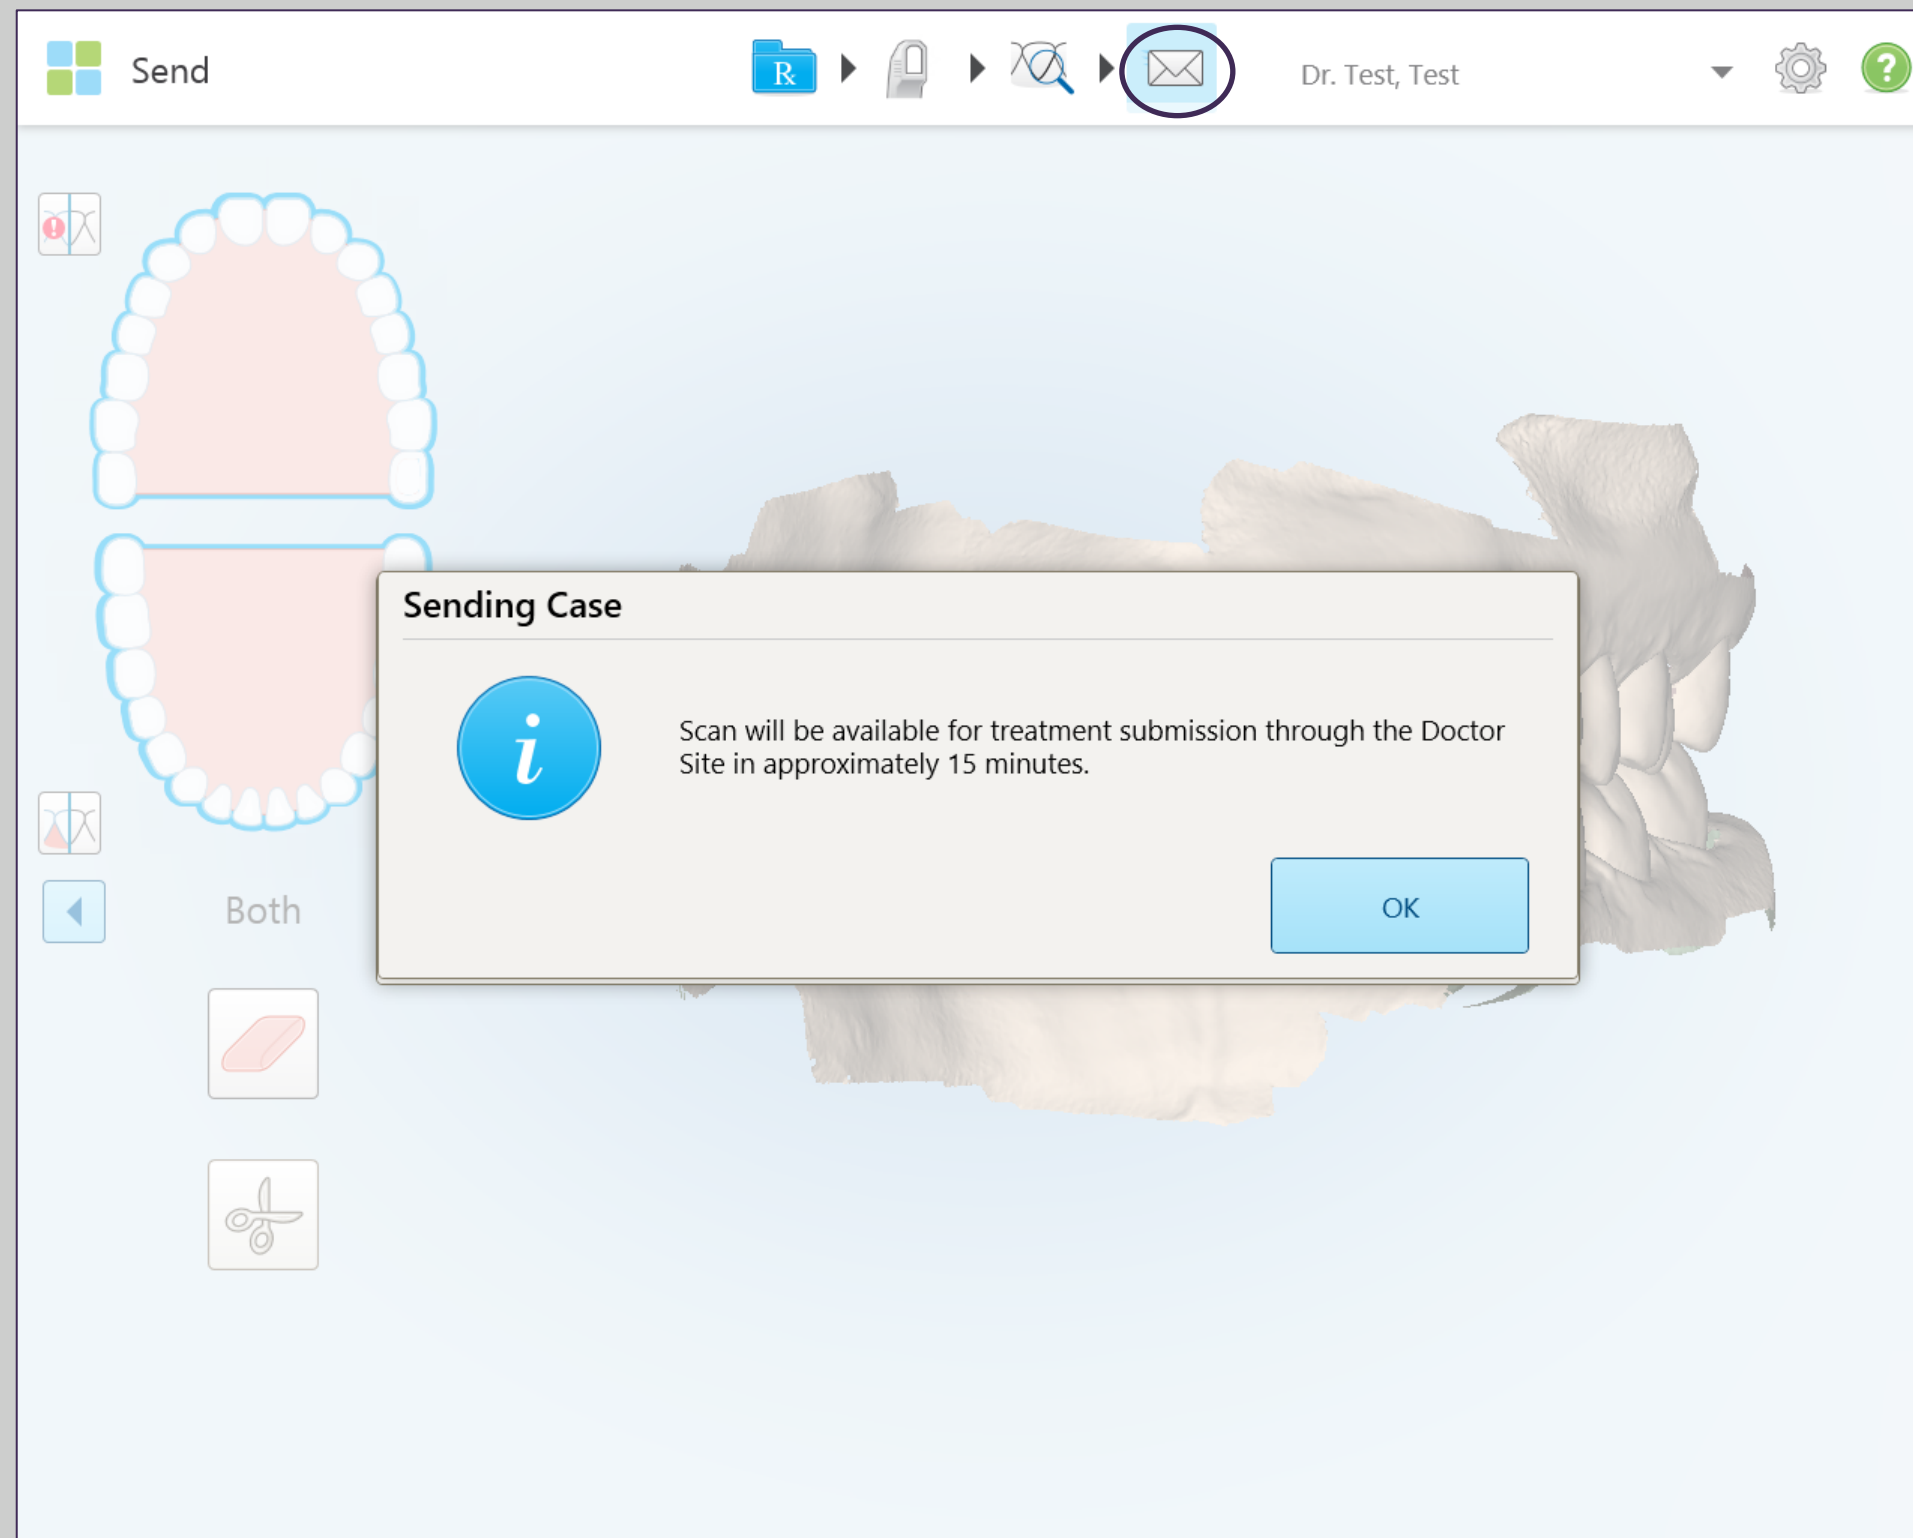 Send
Rx
Dr. Test, Test
?
Sending Case
i
Scan will be available for treatment submission through the Doctor
Site in approximately 15 minutes.
OK
Both